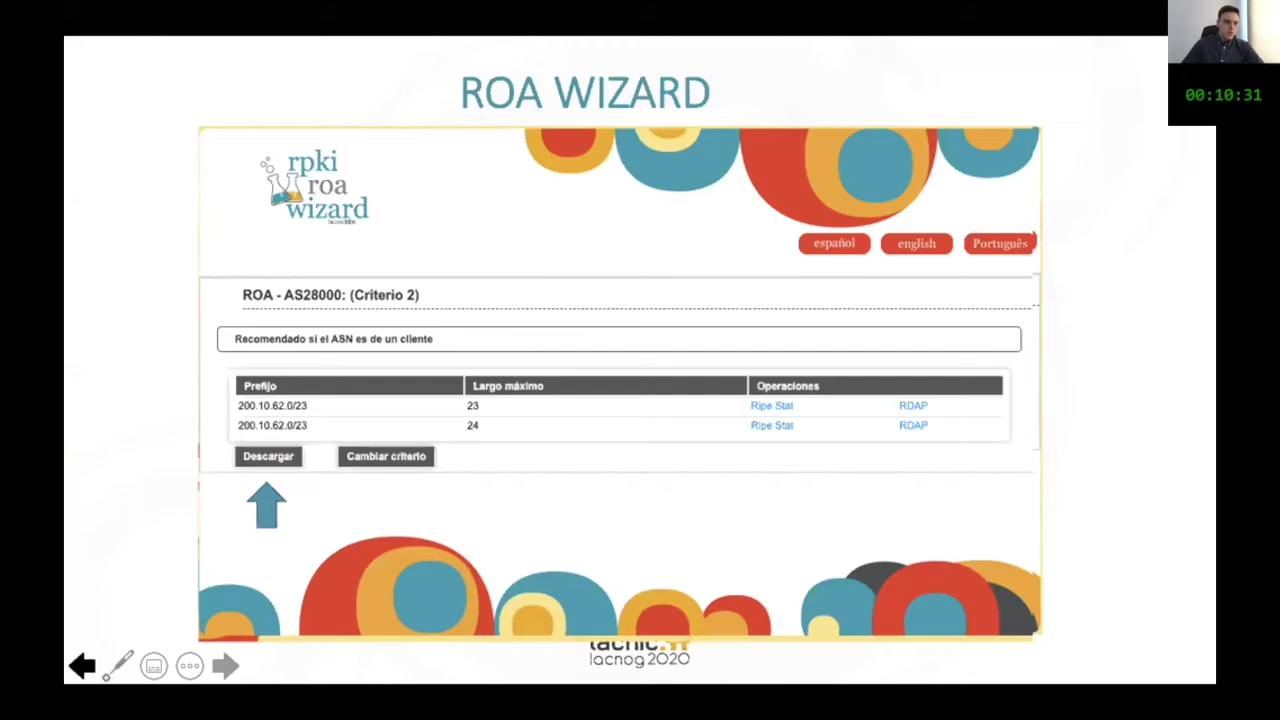 00:10:31
ROA WIZARD
rpki
roa
wizard
español english Português
ROA - AS28000: (Criterio 2)
Recomendado si el ASN es de un cliente
Prefijo Largo máximo Operaciones
200.10.62.0/23 23 Ripe Stat RDAP
200.10.62.0/23 24 Ripe Stat RDAP
Descargar Cambiar criterio
lacnog 2020